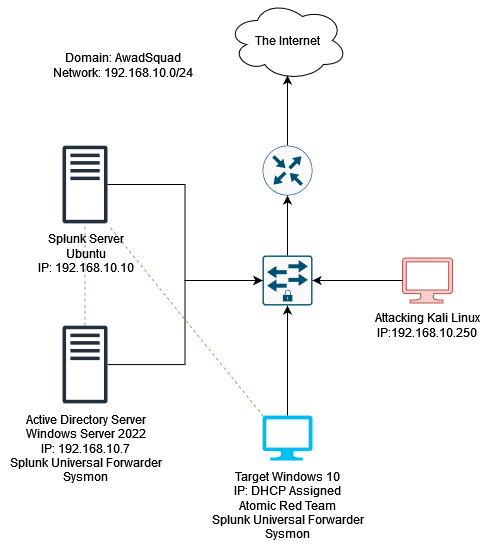 The Internet
Domain: AwadSquad
Network: 192.168.10.0/24
Splunk Server
Ubuntu
IP: 192.168.10.10
Attacking Kali Linux
IP:192.168.10.250
Active Directory Server
Windows Server 2022
IP: 192.168.10.7
Splunk Universal Forwarder
Sysmon
Target Windows 10
IP: DHCP Assigned
Atomic Red Team
Splunk Universal Forwarder
Sysmon